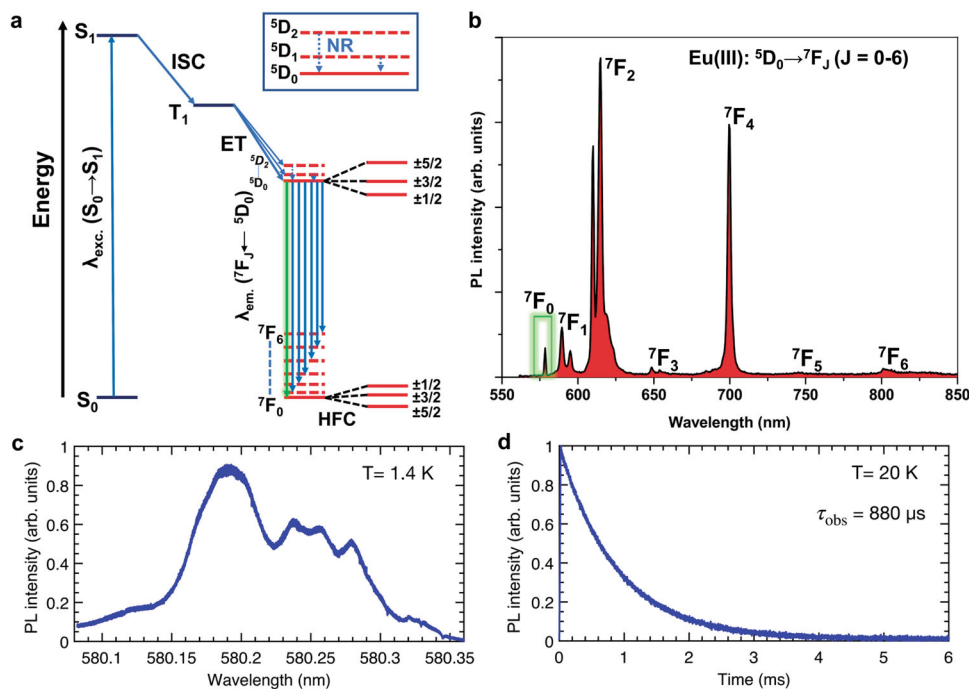 a
S₁
ISC
T₁
ET
Energy
λexc. (S₀→S₁)
S₀
⁵D₂
⁵D₁
⁵D₀
NR
⁵D₂
⁵D₀
±5/2
±3/2
±1/2
λem. (⁷FJ ← ⁵D₀)
⁷F₆
⁷F₀
HFC
±1/2
±3/2
±5/2
b
Eu(III): ⁵D₀→⁷FJ (J = 0-6)
PL intensity (arb. units)
⁷F₀
⁷F₁
⁷F₂
⁷F₃
⁷F₄
⁷F₅
⁷F₆
550 600 650 700 750 800 850
Wavelength (nm)
c
T= 1.4 K
PL intensity (arb. units)
1
0.8
0.6
0.4
0.2
0
580.1 580.15 580.2 580.25 580.3 580.35
Wavelength (nm)
d
T= 20 K
τobs = 880 μs
PL intensity (arb. units)
1
0.8
0.6
0.4
0.2
0
0 1 2 3 4 5 6
Time (ms)